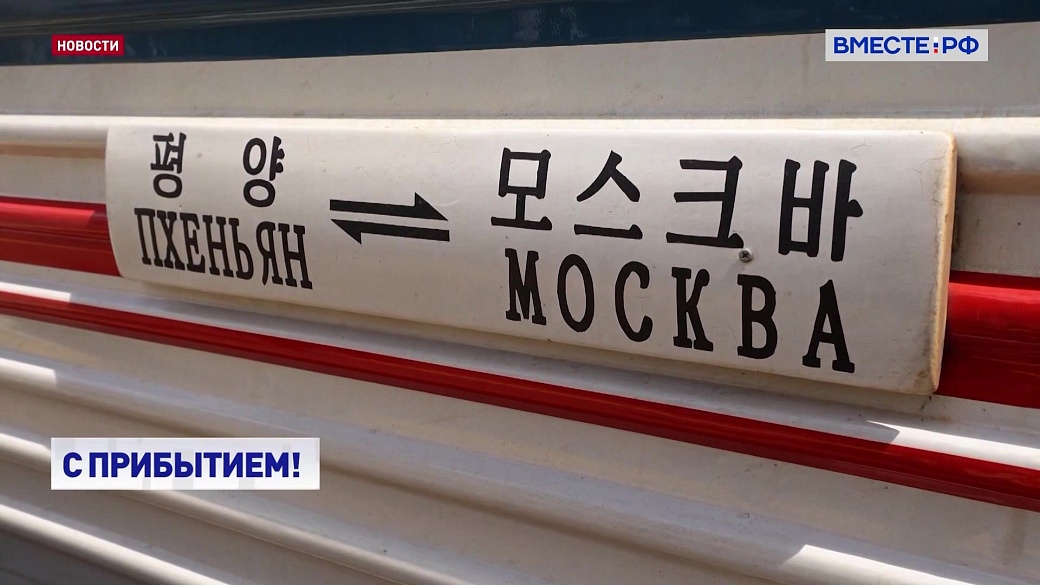 НОВОСТИ
ВМЕСТЕ:РФ
평양 ⇌ 모스크바
ПХЕНЬЯН МОСКВА
С ПРИБЫТИЕМ!